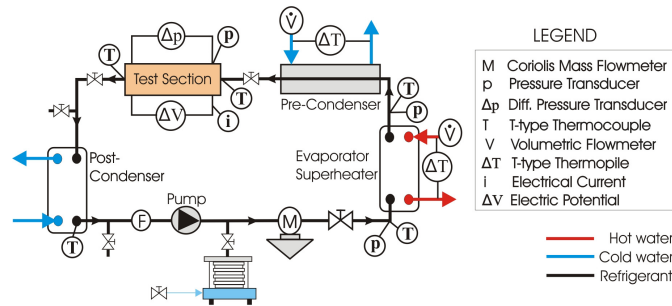 Δp
V̇
ΔT
LEGEND
T
p
Test Section
T
ΔV
i
Pre-Condenser
T
p
M Coriolis Mass Flowmeter
p Pressure Transducer
Δp Diff. Pressure Transducer
T T-type Thermocouple
V Volumetric Flowmeter
ΔT T-type Thermopile
i Electrical Current
ΔV Electric Potential
Post-
Condenser
Evaporator
Superheater
V̇
ΔT
Pump
T
F
M
p
T
Hot water
Cold water
Refrigerant